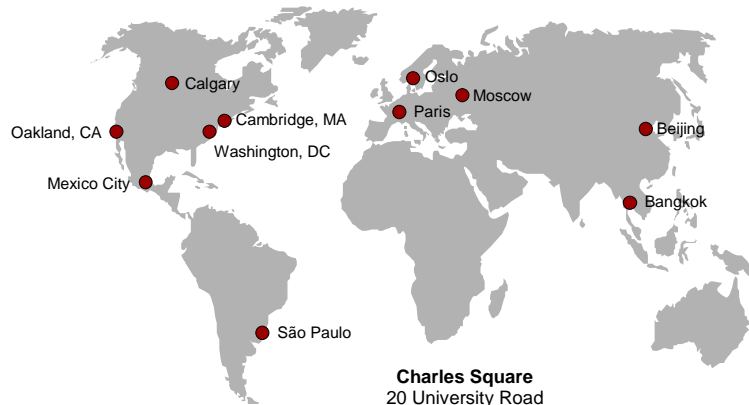 Oslo
Calgary
Moscow
Paris
Cambridge, MA
Oakland, CA
Beijing
Washington, DC
Mexico City
Bangkok
São Paulo
Charles Square
20 University Road